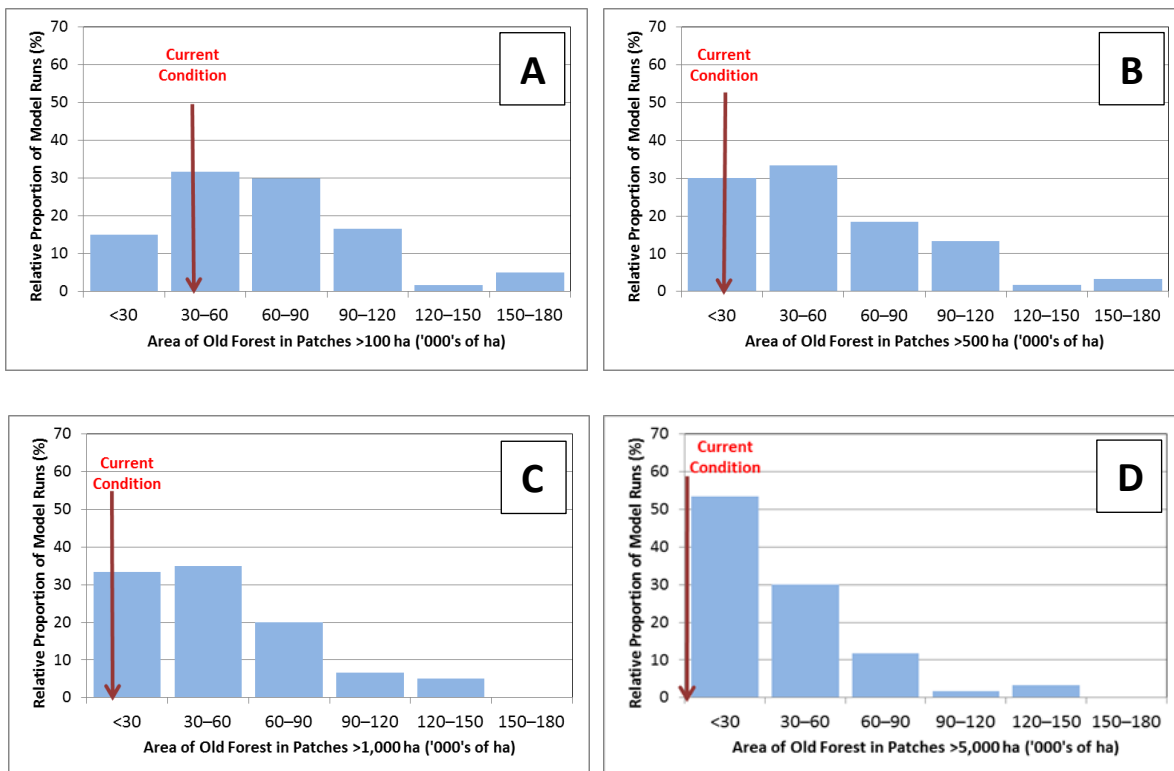 A
Relative Proportion of Model Runs (%)
70
60
50
40
30
20
10
0
Current
Condition
<30 30–60 60–90 90–120 120–150 150–180
Area of Old Forest in Patches >100 ha ('000's of ha)
B
Relative Proportion of Model Runs (%)
70
60
50
40
30
20
10
0
Current
Condition
<30 30–60 60–90 90–120 120–150 150–180
Area of Old Forest in Patches >500 ha ('000's of ha)
C
Relative Proportion of Model Runs (%)
70
60
50
40
30
20
10
0
Current
Condition
<30 30–60 60–90 90–120 120–150 150–180
Area of Old Forest in Patches >1,000 ha ('000's of ha)
D
Relative Proportion of Model Runs (%)
70
60
50
40
30
20
10
0
Current
Condition
<30 30–60 60–90 90–120 120–150 150–180
Area of Old Forest in Patches >5,000 ha ('000's of ha)